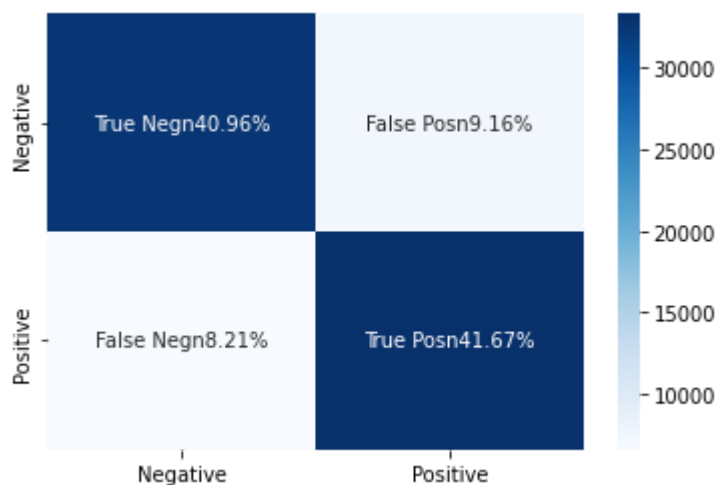 Negative
True Negn40.96%
False Posn9.16%
Positive
False Negn8.21%
True Posn41.67%
Negative
Positive
30000
25000
20000
15000
10000